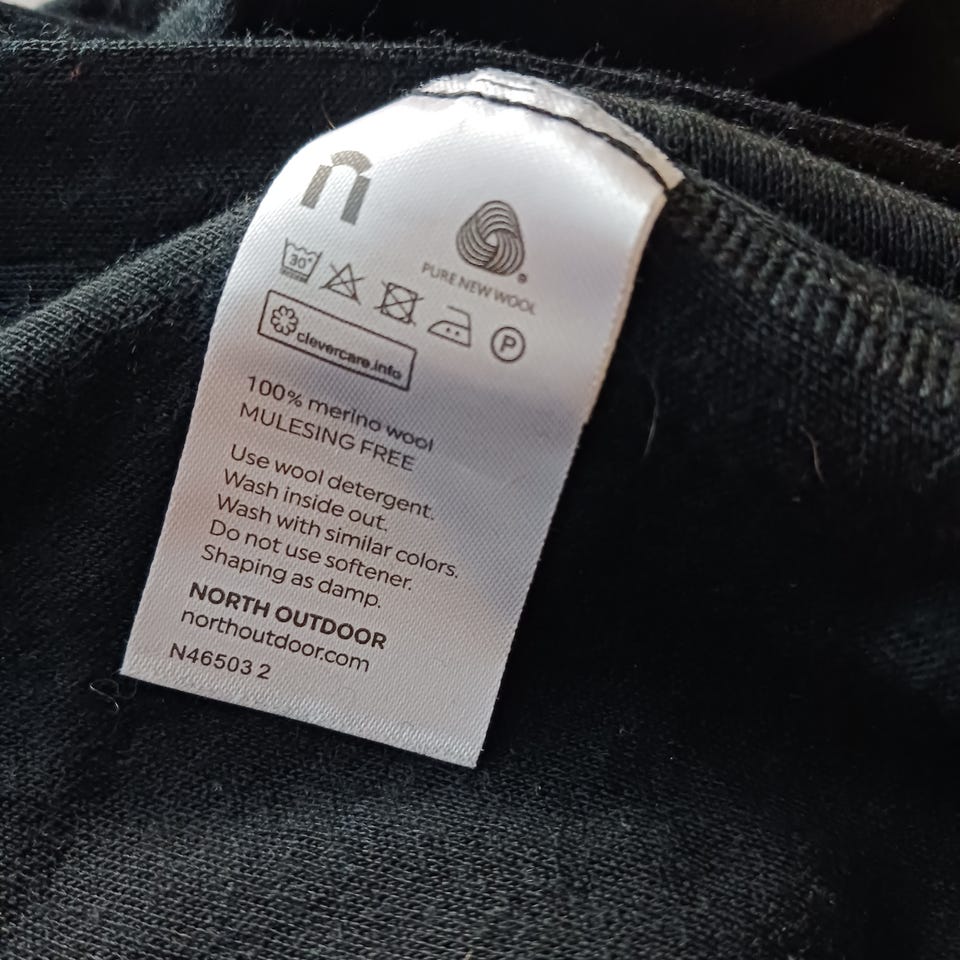 n
PURE NEW WOOL
30°
P
clevercare.info
100% merino wool
MULESING FREE
Use wool detergent.
Wash inside out.
Wash with similar colors.
Do not use softener.
Shaping as damp.
NORTH OUTDOOR
northoutdoor.com
N46503 2